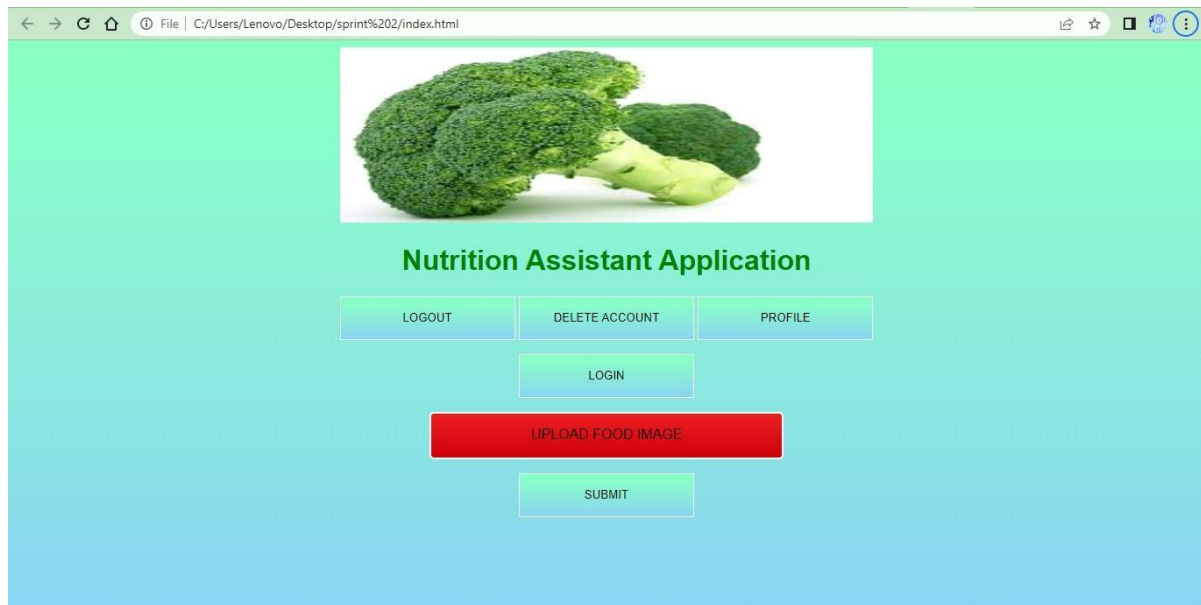 File | C:/Users/Lenovo/Desktop/sprint%202/index.html
Nutrition Assistant Application
LOGOUT DELETE ACCOUNT PROFILE
LOGIN
UPLOAD FOOD IMAGE
SUBMIT